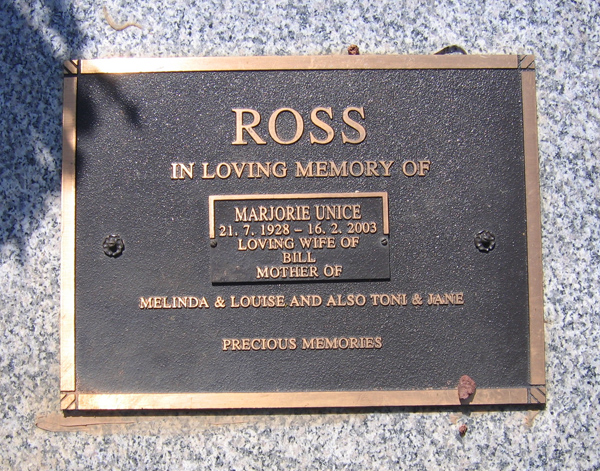 ROSS
IN LOVING MEMORY OF
MARJORIE UNICE
21. 7. 1928 – 16. 2. 2003
LOVING WIFE OF
BILL
MOTHER OF
MELINDA & LOUISE AND ALSO TONI & JANE
PRECIOUS MEMORIES